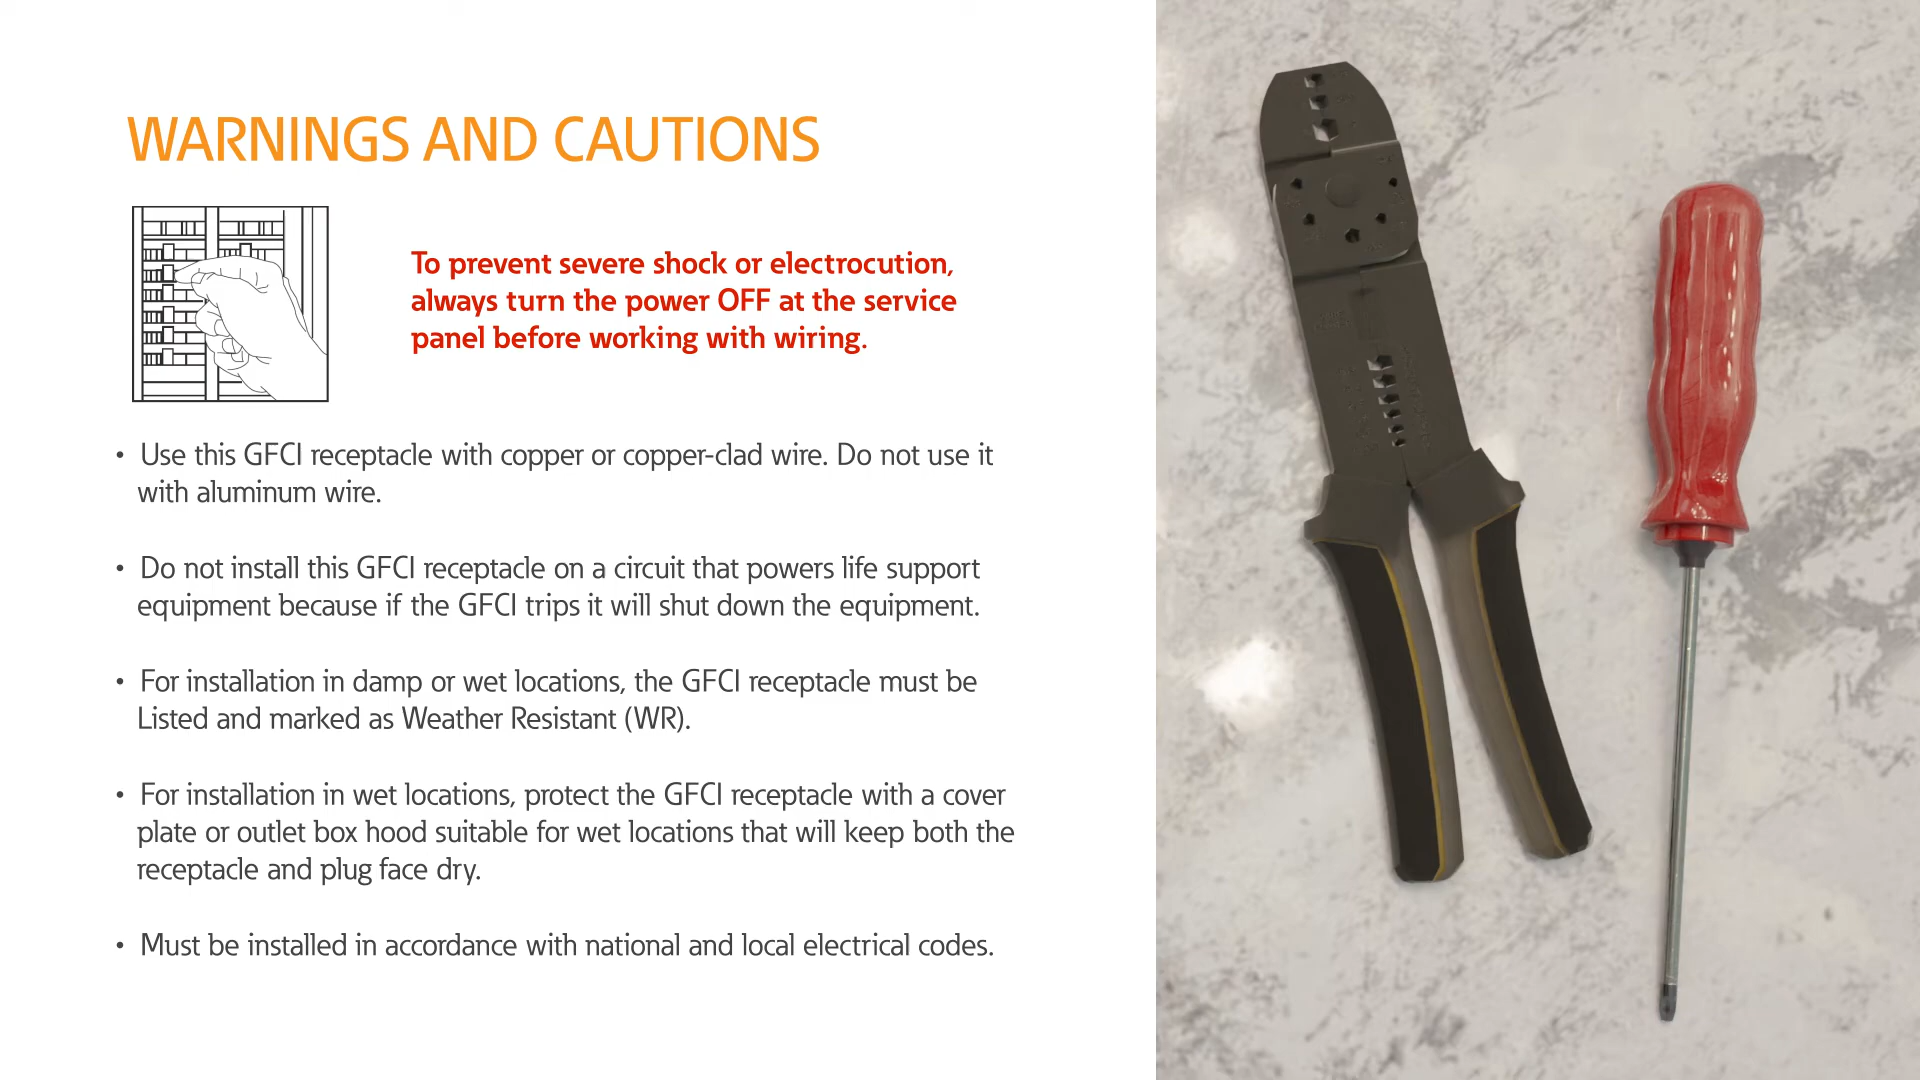 WARNINGS AND CAUTIONS
To prevent severe shock or electrocution,
always turn the power OFF at the service
panel before working with wiring.
• Use this GFCI receptacle with copper or copper-clad wire. Do not use it
with aluminum wire.
• Do not install this GFCI receptacle on a circuit that powers life support
equipment because if the GFCI trips it will shut down the equipment.
• For installation in damp or wet locations, the GFCI receptacle must be
Listed and marked as Weather Resistant (WR).
• For installation in wet locations, protect the GFCI receptacle with a cover
plate or outlet box hood suitable for wet locations that will keep both the
receptacle and plug face dry.
• Must be installed in accordance with national and local electrical codes.